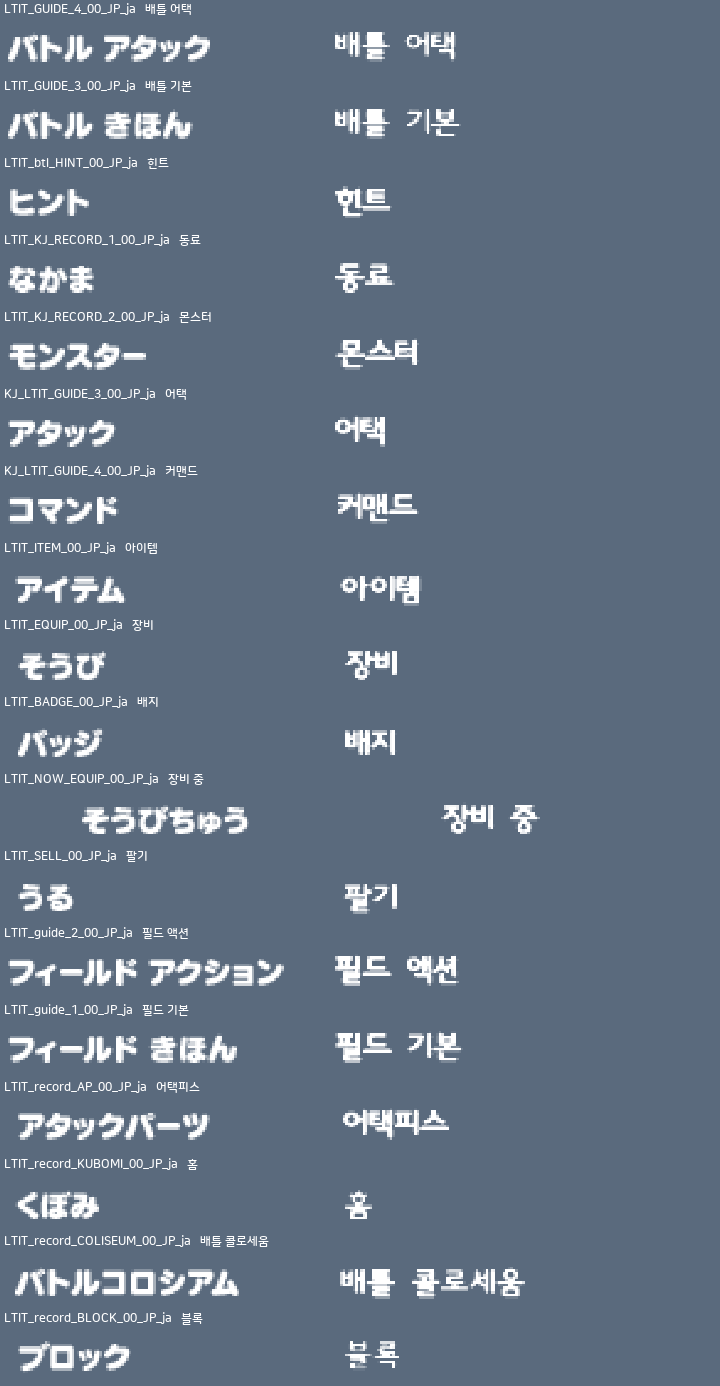 LTIT_GUIDE_4_00_JP_ja 배틀 어택
バトル アタック 배틀 어택
LTIT_GUIDE_3_00_JP_ja 배틀 기본
バトル きほん 배틀 기본
LTIT_btl_HINT_00_JP_ja 힌트
ヒント 힌트
LTIT_KJ_RECORD_1_00_JP_ja 동료
なかま 동료
LTIT_KJ_RECORD_2_00_JP_ja 몬스터
モンスター 몬스터
KJ_LTIT_GUIDE_3_00_JP_ja 어택
アタック 어택
KJ_LTIT_GUIDE_4_00_JP_ja 커맨드
コマンド 커맨드
LTIT_ITEM_00_JP_ja 아이템
アイテム 아이템
LTIT_EQUIP_00_JP_ja 장비
そうび 장비
LTIT_BADGE_00_JP_ja 배지
バッジ 배지
LTIT_NOW_EQUIP_00_JP_ja 장비 중
そうびちゅう 장비 중
LTIT_SELL_00_JP_ja 팔기
うる 팔기
LTIT_guide_2_00_JP_ja 필드 액션
フィールド アクション 필드 액션
LTIT_guide_1_00_JP_ja 필드 기본
フィールド きほん 필드 기본
LTIT_record_AP_00_JP_ja 어택피스
アタックパーツ 어택피스
LTIT_record_KUBOMI_00_JP_ja 홈
くぼみ 홈
LTIT_record_COLISEUM_00_JP_ja 배틀 콜로세움
バトルコロシアム 배틀 콜로세움
LTIT_record_BLOCK_00_JP_ja 블록
ブロック 블록